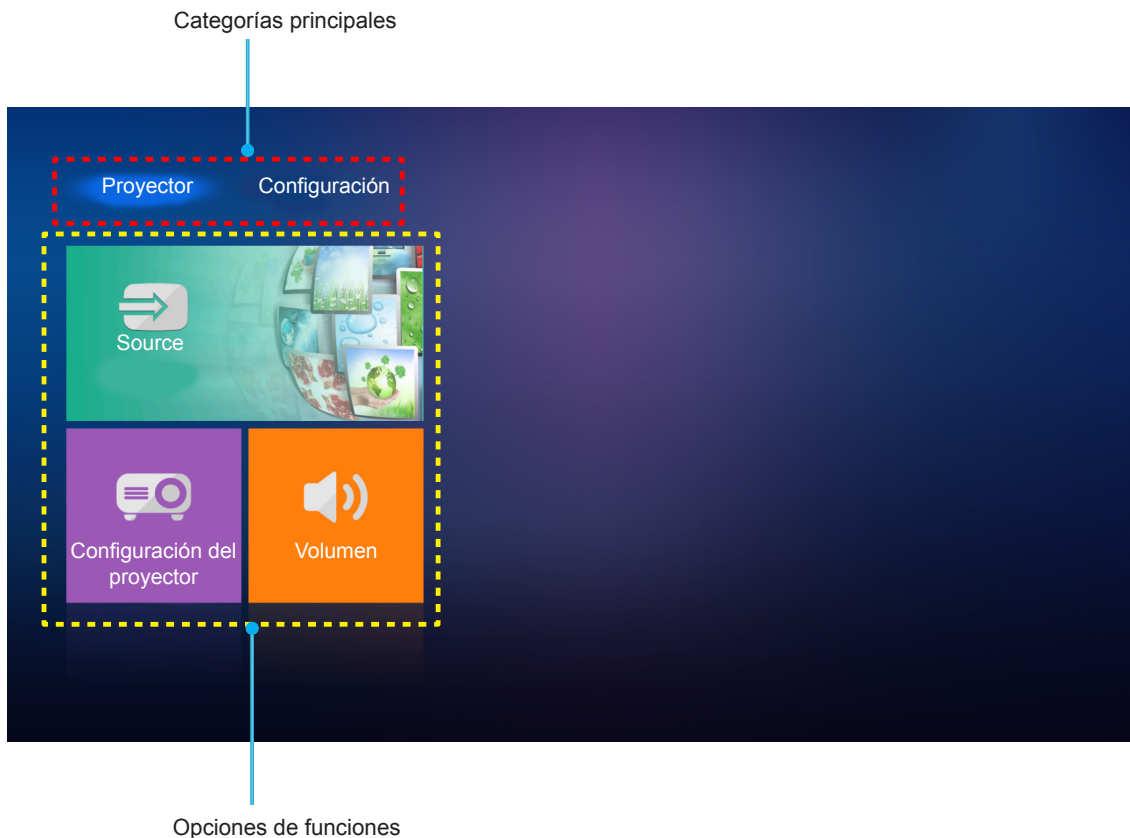 Categorías principales
Proyector
Configuración
Source
Configuración del
proyector
Volumen
Opciones de funciones